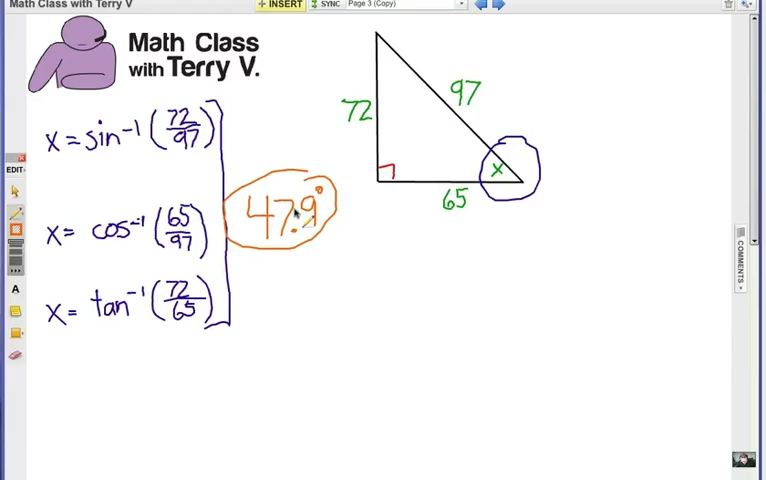 Math Class with Terry V
INSERT
SYNC
Page 3 (Copy)
Math Class
with Terry V.
72
97
x
65
x = sin⁻¹ (72/97)
x = cos⁻¹ (65/97)
x = tan⁻¹ (72/65)
47.9°
EDIT
A
COMMENTS